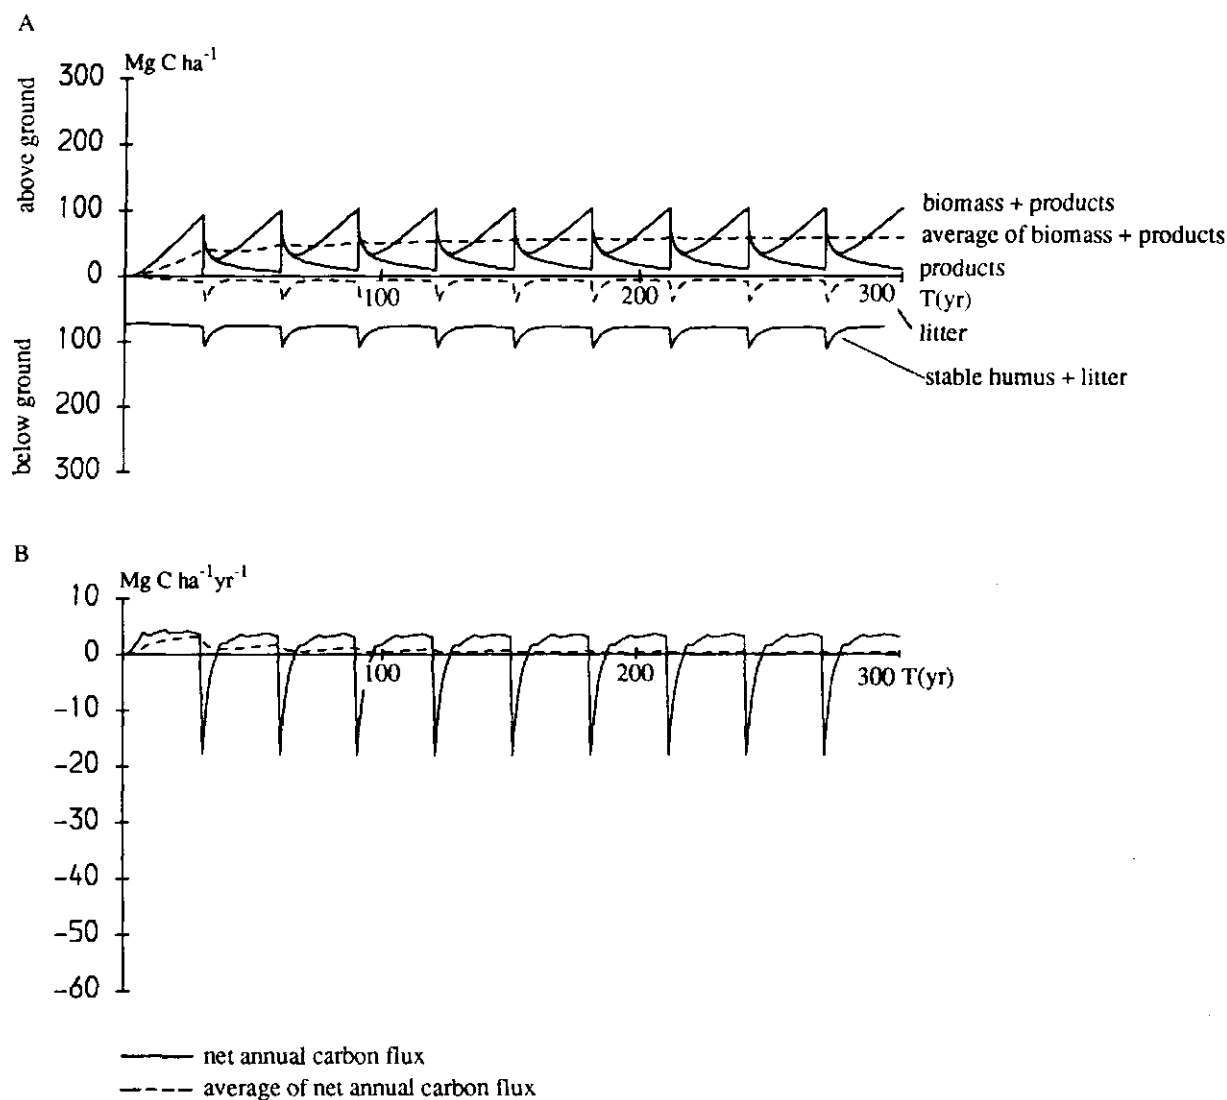 A
Mg C ha⁻¹
above ground
300
200
100
0
100
200
300
below ground
biomass + products
average of biomass + products
products
100
200
300
T(yr)
litter
stable humus + litter
B
Mg C ha⁻¹yr⁻¹
10
0
-10
-20
-30
-40
-50
-60
100
200
300 T(yr)
net annual carbon flux
average of net annual carbon flux